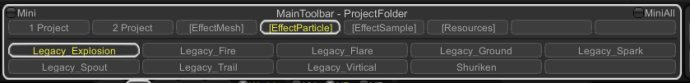 Mini MainToolbar - ProjectFolder MiniAll
1 Project 2 Project [EffectMesh] [EffectParticle] [EffectSample] [Resources]
Legacy_Explosion Legacy_Fire Legacy_Flare Legacy_Ground Legacy_Spark
Legacy_Spout Legacy_Trail Legacy_Virtical Shuriken